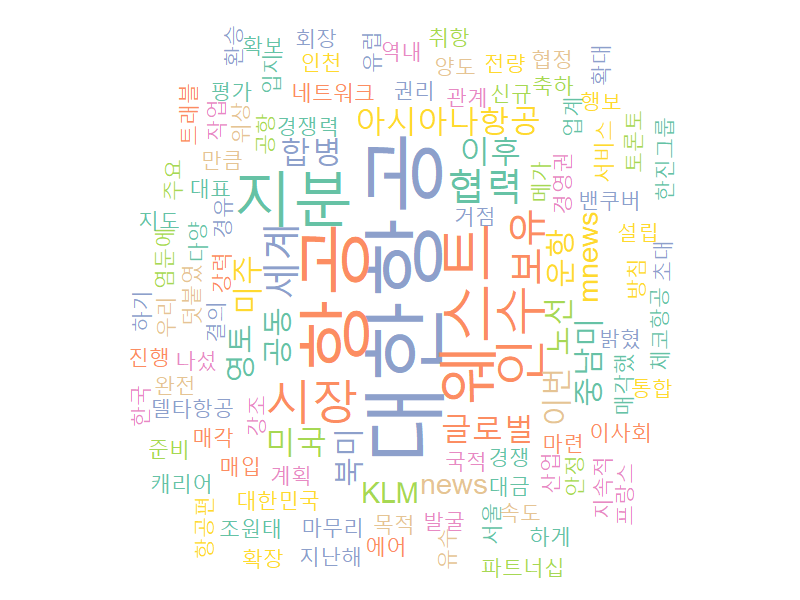 회장
취항
확보
환승
유럽
역내
인천
양도
전량
협정
확대
입지
평가
네트워크
권리
관계
신규
축하
행보
트래블
작업
위상
공항
경쟁력
아시아나항공
업계
서비스
토론토
한진그룹
만큼
합병
대한항공
이후
메가
경영권
주요
대표
지분
협력
밴쿠버
지도
경유
거점
보유
설립
염둔에
다양
강력
미주
세계
항공
웨스트
인수
운항
mnews
방침
초대
체코항공
하기
우리
덧붙였
결의
영토
공동
노선
중남미
밝혔
진행
나섰
시장
이번
매각했
통합
한국
완전
델타항공
강조
글로벌
마련
이사회
준비
매각
미국
북미
국적
경쟁
산업
안정
지속적
프랑스
캐리어
매입
계획
KLM
news
대금
대한민국
항공편
조원태
마무리
목적
발굴
서울
속도
하게
확장
지난해
에어
유수
파트너십